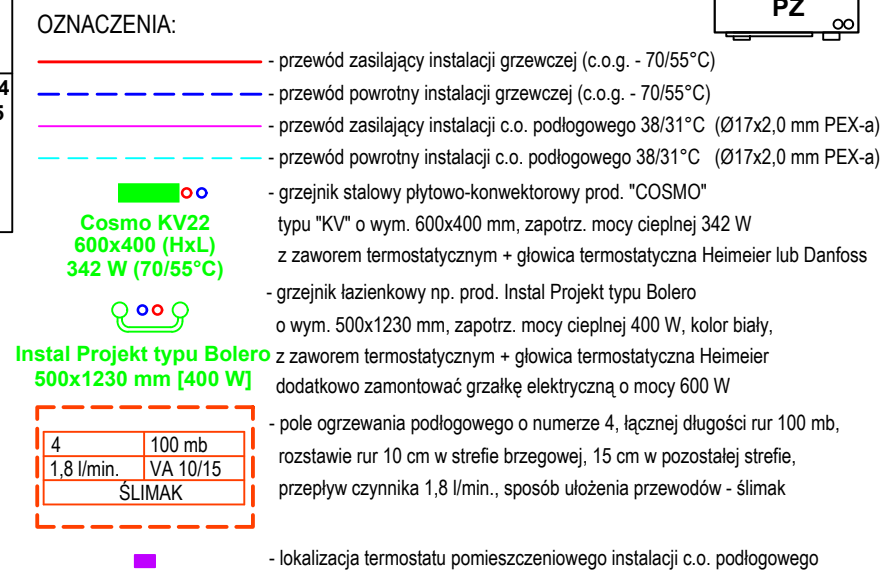 PZ
OZNACZENIA:
4
5
- przewód zasilający instalacji grzewczej (c.o.g. - 70/55°C)
- przewód powrotny instalacji grzewczej (c.o.g. - 70/55°C)
- przewód zasilający instalacji c.o. podłogowego 38/31°C (Ø17x2,0 mm PEX-a)
- przewód powrotny instalacji c.o. podłogowego 38/31°C (Ø17x2,0 mm PEX-a)
- grzejnik stalowy płytowo-konwektorowy prod. "COSMO"
typu "KV" o wym. 600x400 mm, zapotrz. mocy cieplnej 342 W
z zaworem termostatycznym + głowica termostatyczna Heimeier lub Danfoss
Cosmo KV22
600x400 (HxL)
342 W (70/55°C)
- grzejnik łazienkowy np. prod. Instal Projekt typu Bolero
o wym. 500x1230 mm, zapotrz. mocy cieplnej 400 W, kolor biały,
z zaworem termostatycznym + głowica termostatyczna Heimeier
dodatkowo zamontować grzałkę elektryczną o mocy 600 W
Instal Projekt typu Bolero
500x1230 mm [400 W]
- pole ogrzewania podłogowego o numerze 4, łącznej długości rur 100 mb,
rozstawie rur 10 cm w strefie brzegowej, 15 cm w pozostałej strefie,
przepływ czynnika 1,8 l/min., sposób ułożenia przewodów - ślimak
4 100 mb
1,8 l/min. VA 10/15
ŚLIMAK
- lokalizacja termostatu pomieszczeniowego instalacji c.o. podłogowego